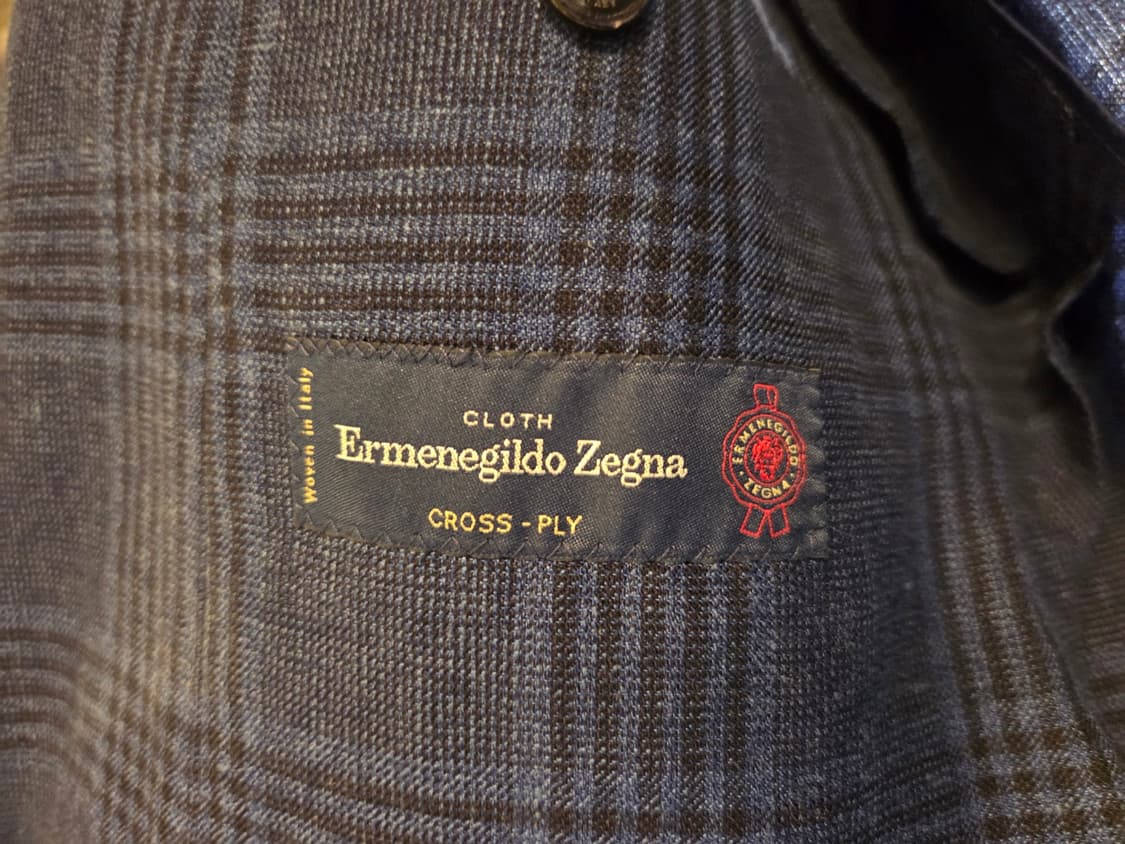 Woven in Italy
CLOTH
Ermenegildo Zegna
CROSS - PLY
ERMENEGILDO
ZEGNA